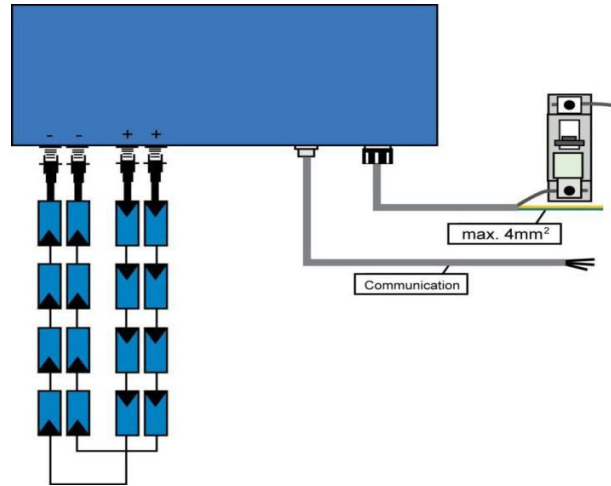 - - + +
max. 4mm²
Communication